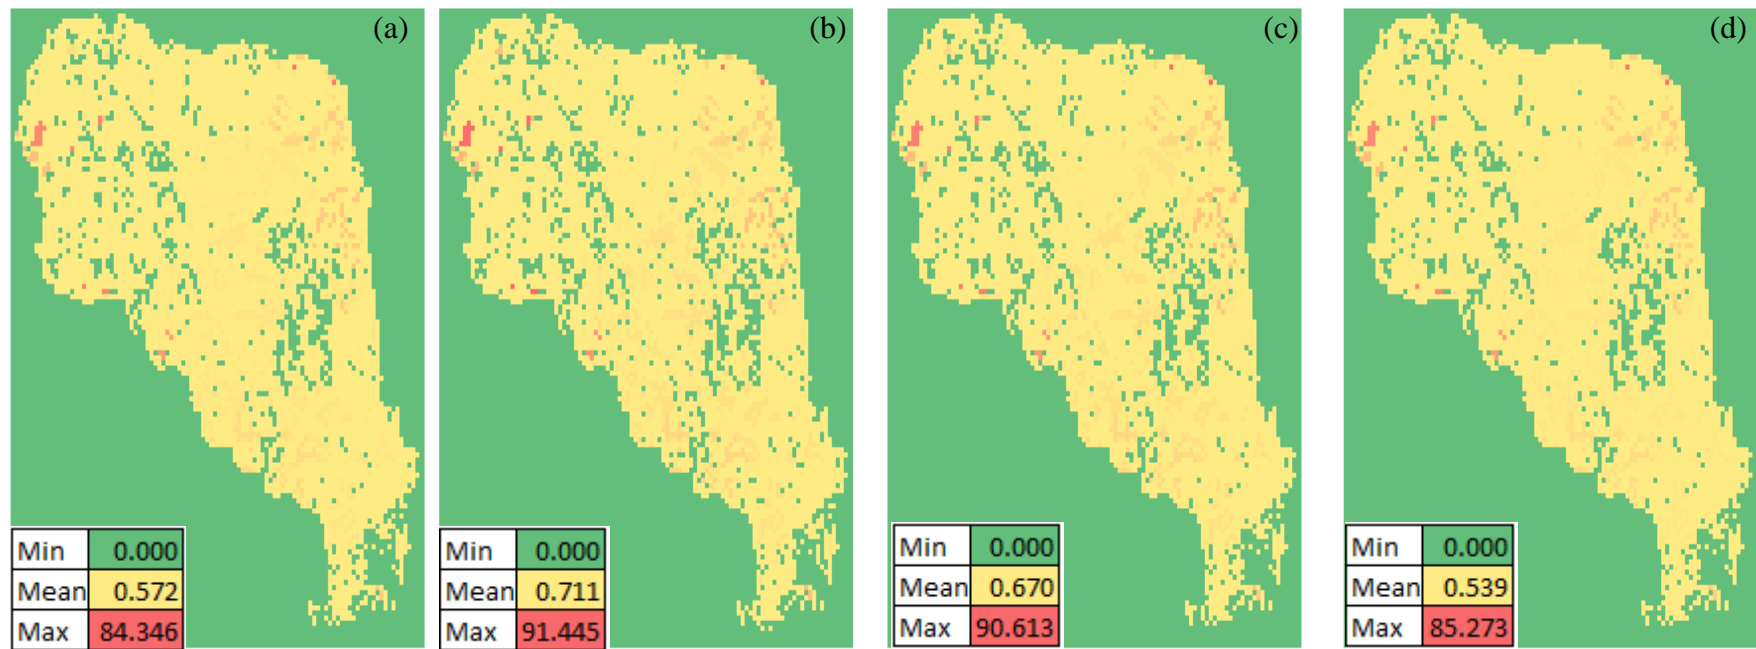 (a)
(b)
(c)
(d)
Min 0.000
Mean 0.572
Max 84.346
Min 0.000
Mean 0.711
Max 91.445
Min 0.000
Mean 0.670
Max 90.613
Min 0.000
Mean 0.539
Max 85.273